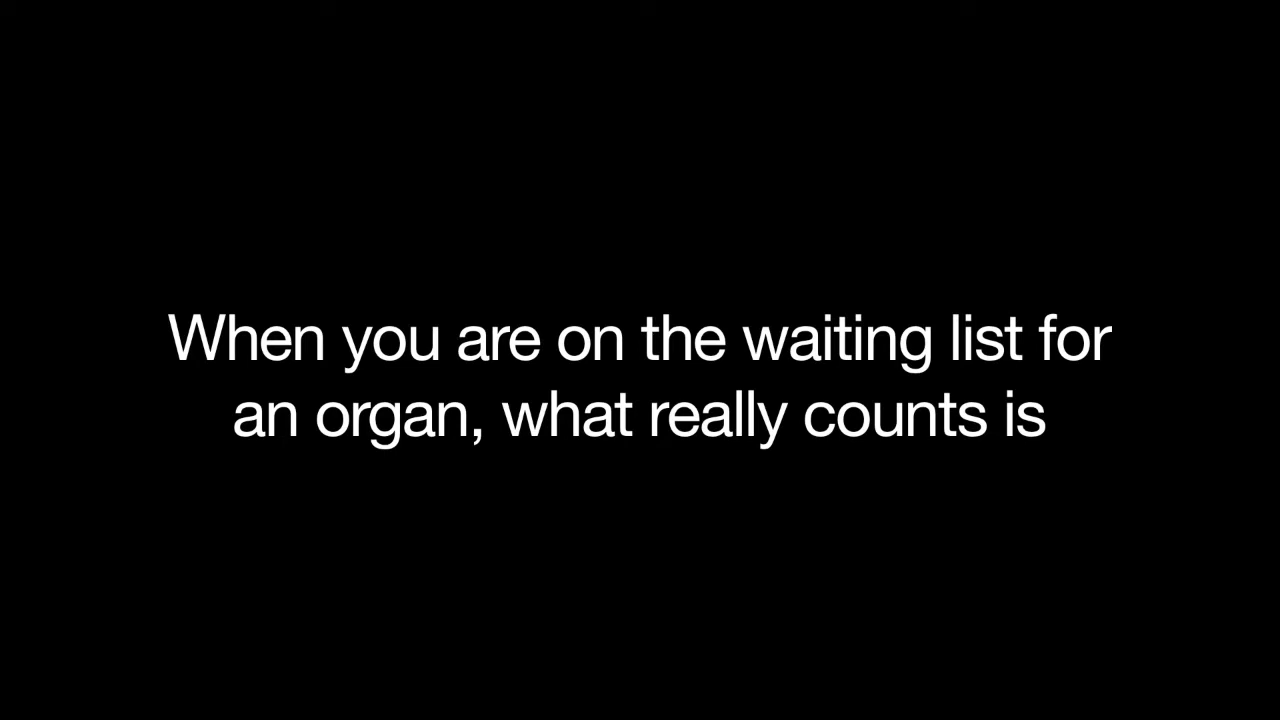 When you are on the waiting list for
an organ, what really counts is